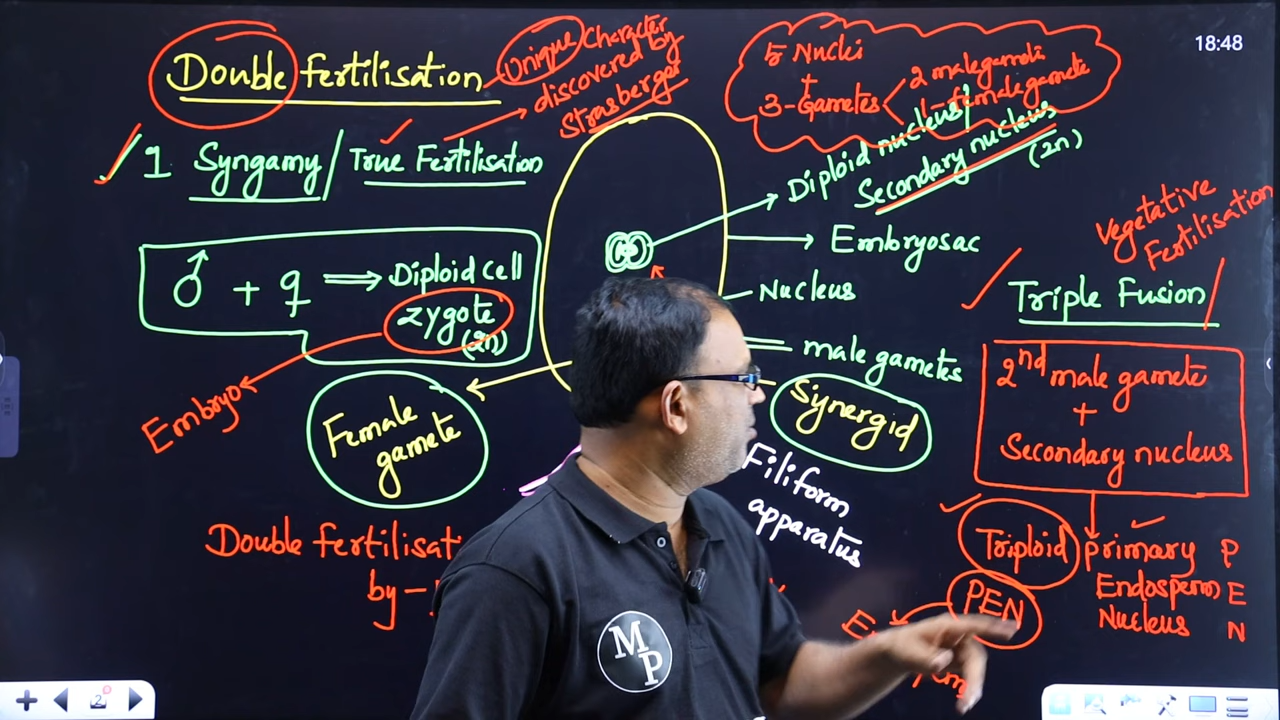 Double fertilisation
Unique character
discovered by
Strasberger
5 Nuclei
+
3-Gametes
2 malegameti
1-female gamete
18:48
1 Syngamy / True Fertilisation
Diploid nucleus/
Secondary nucleus
(2n)
Embryosac
Nucleus
male gametes
♂ + ♀ ⟹ Diploid cell
zygote
(2n)
Embryo
Female
gamete
Synergid
Filiform
apparatus
Vegetative
Fertilisation
Triple Fusion /
2nd male gamete
+
Secondary nucleus
Triploid Primary P
Endosperm E
Nucleus N
PEN
Double fertilisat
by-
MP
2